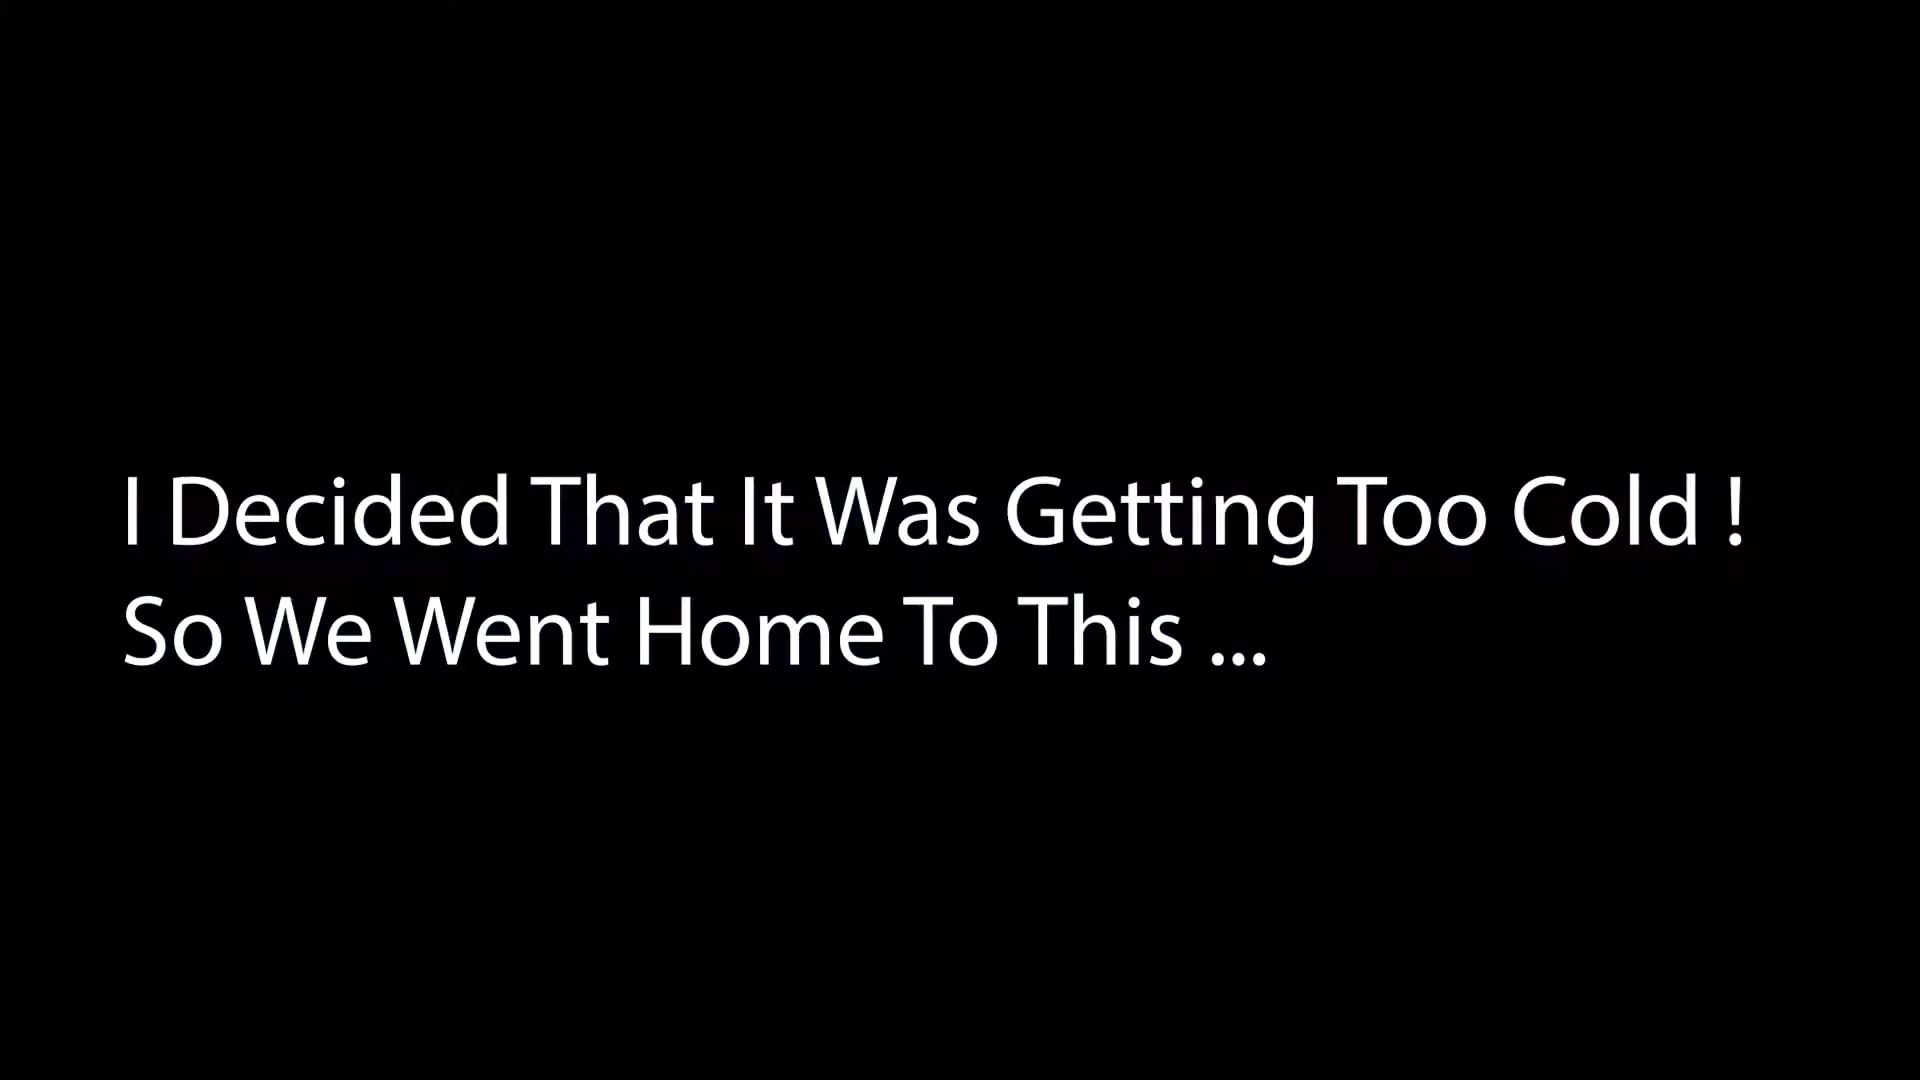 I Decided That It Was Getting Too Cold !
So We Went Home To This ...